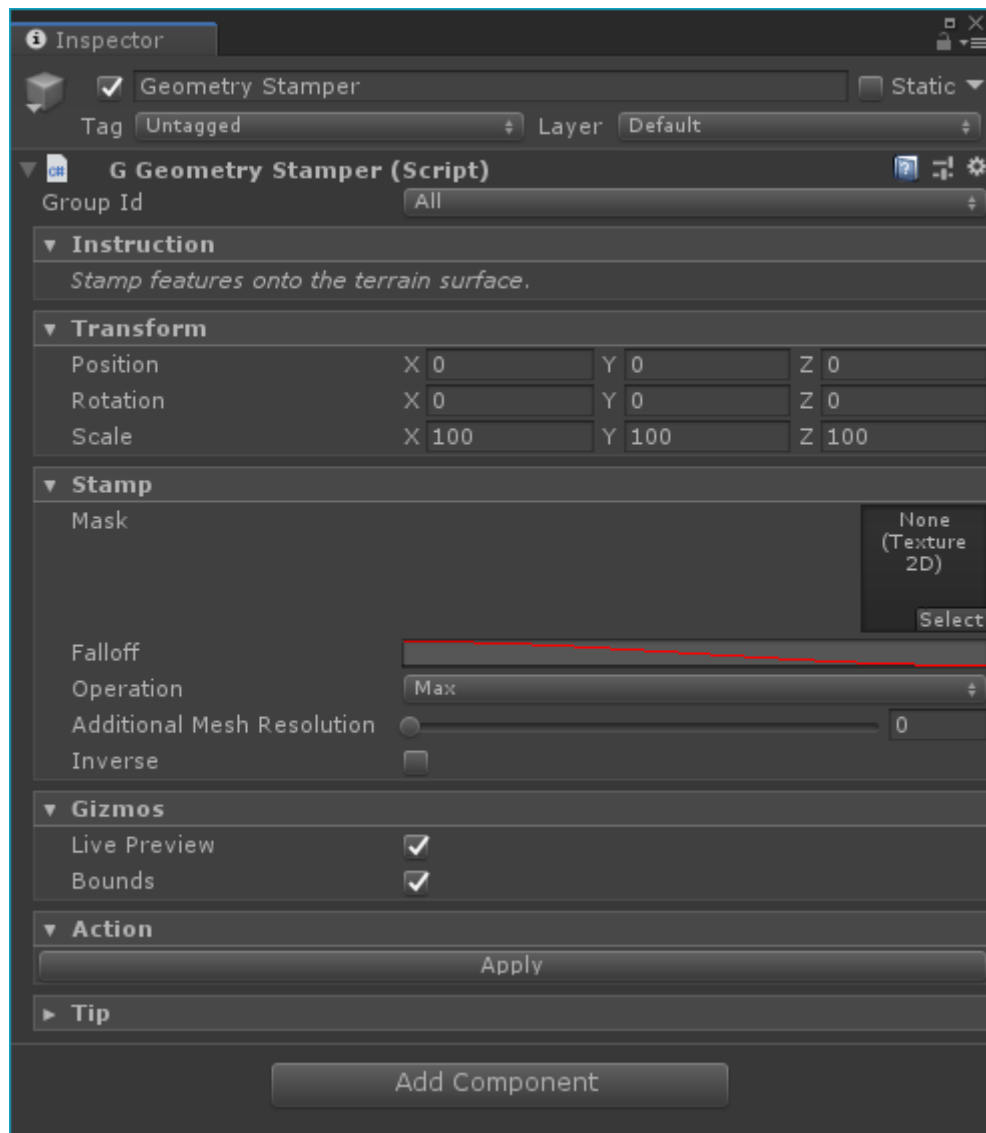 Inspector
Geometry Stamper Static
Tag Untagged Layer Default
C# G Geometry Stamper (Script)
Group Id All
Instruction
Stamp features onto the terrain surface.
Transform
Position X 0 Y 0 Z 0
Rotation X 0 Y 0 Z 0
Scale X 100 Y 100 Z 100
Stamp
Mask None
(Texture
2D)
Select
Falloff
Operation Max
Additional Mesh Resolution 0
Inverse
Gizmos
Live Preview
Bounds
Action
Apply
Tip
Add Component